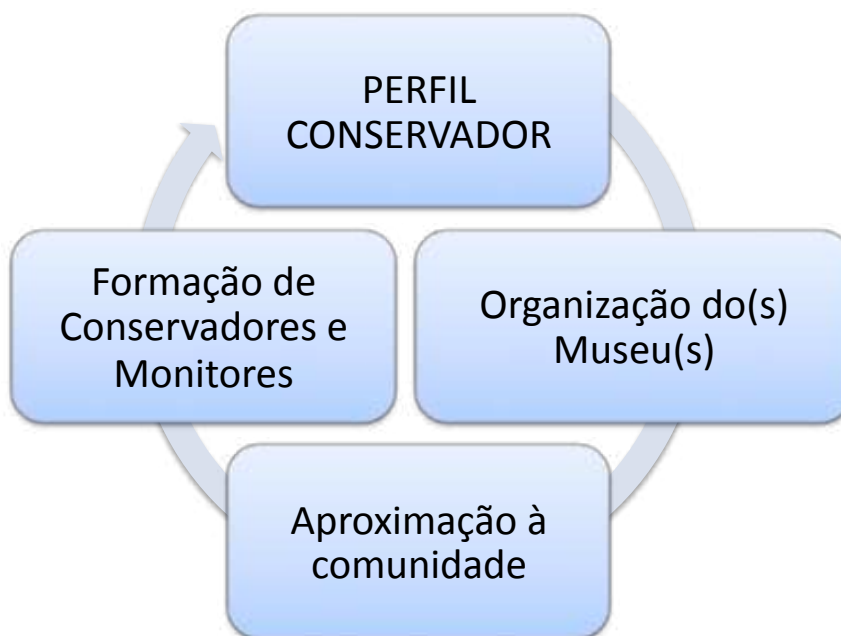 PERFIL
CONSERVADOR
Formação de
Conservadores e
Monitores
Organização do(s)
Museu(s)
Aproximação à
comunidade